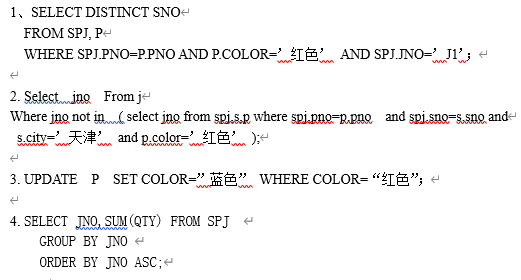 1、SELECT DISTINCT SNO
FROM SPJ, P
WHERE SPJ.PNO=P.PNO AND P.COLOR=’红色’ AND SPJ.JNO=’J1’;
2. Select jno From j
Where jno not in （select jno from spj,s,p where spj.pno=p.pno and spj.sno=s.sno and
s.city=’天津’ and p.color=’红色’ );
3. UPDATE P SET COLOR=”蓝色” WHERE COLOR=“红色”;
4. SELECT JNO,SUM(QTY) FROM SPJ
GROUP BY JNO
ORDER BY JNO ASC;